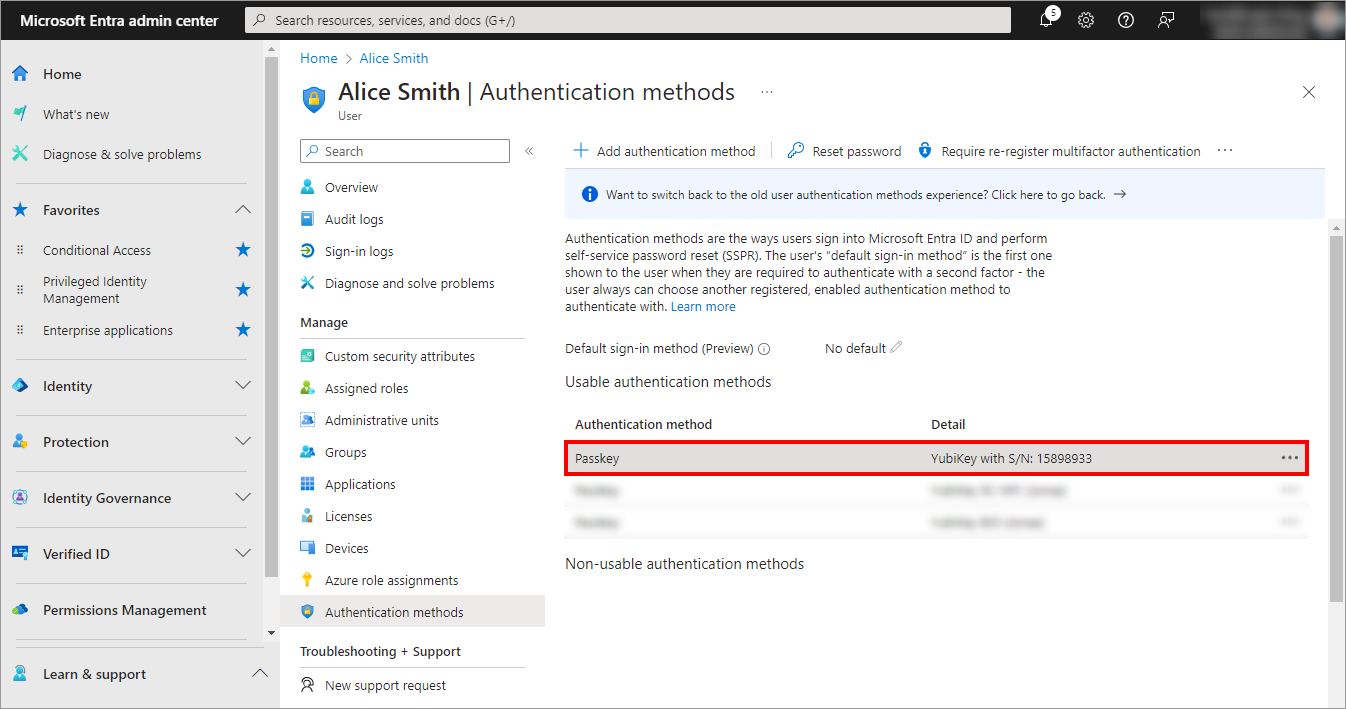 Microsoft Entra admin center
Search resources, services, and docs (G+/)
5
Home
What's new
Diagnose & solve problems
Favorites
Conditional Access
Privileged Identity
Management
Enterprise applications
Identity
Protection
Identity Governance
Verified ID
Permissions Management
Learn & support
Home > Alice Smith
Alice Smith | Authentication methods ...
User
Search
Overview
Audit logs
Sign-in logs
Diagnose and solve problems
Manage
Custom security attributes
Assigned roles
Administrative units
Groups
Applications
Licenses
Devices
Azure role assignments
Authentication methods
Troubleshooting + Support
New support request
Add authentication method
Reset password
Require re-register multifactor authentication
Want to switch back to the old user authentication methods experience? Click here to go back. →
Authentication methods are the ways users sign into Microsoft Entra ID and perform
self-service password reset (SSPR). The user's "default sign-in method" is the first one
shown to the user when they are required to authenticate with a second factor - the
user always can choose another registered, enabled authentication method to
authenticate with. Learn more
Default sign-in method (Preview) No default
Usable authentication methods
Authentication method Detail
Passkey YubiKey with S/N: 15898933
Non-usable authentication methods